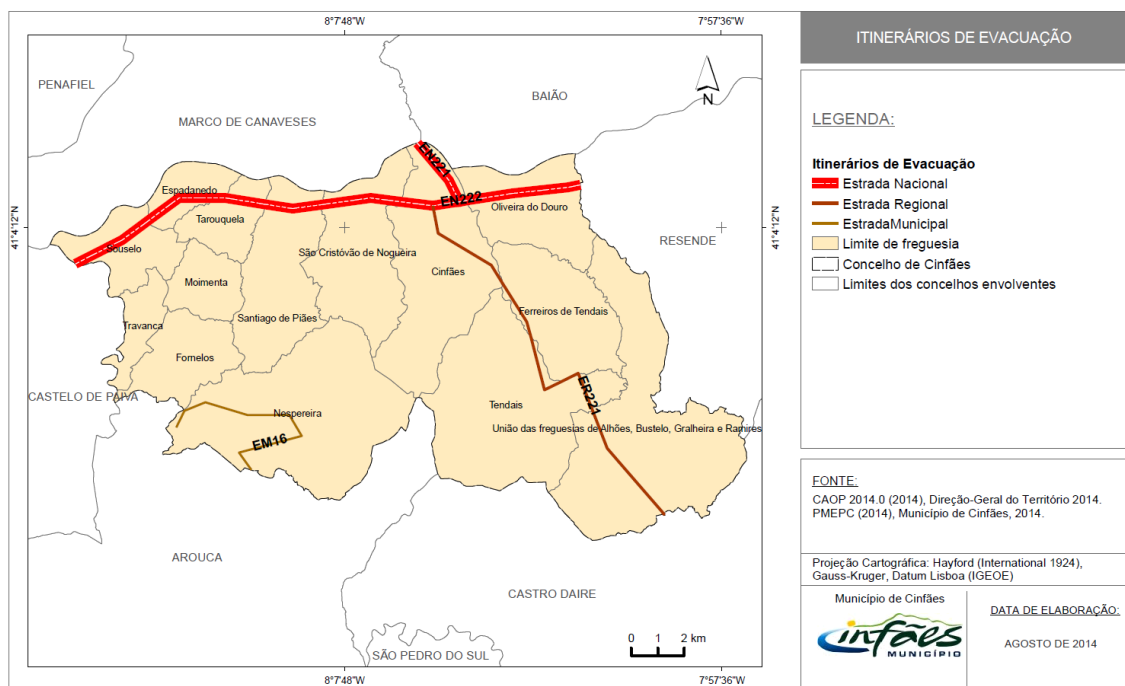 8°7'48"W
7°57'36"W
PENAFIEL
MARCO DE CANAVESES
BAIÃO
N
EN221
Espadanedo
EN222
Oliveira do Douro
Tarouquela
41°4'12"N
41°4'12"N
Souselo
RESENDE
São Cristóvão de Nogueira
Cinfães
Moimenta
Ferreiros de Tendais
Santiago de Piães
Travanca
Fornelos
CASTELO DE PAIVA
ER221
Tendais
Nespereira
União das freguesias de Alhões, Bustelo, Gralheira e Ramires
EM16
AROUCA
CASTRO DAIRE
0 1 2 km
SÃO PEDRO DO SUL
8°7'48"W
7°57'36"W
ITINERÁRIOS DE EVACUAÇÃO
LEGENDA:
Itinerários de Evacuação
Estrada Nacional
Estrada Regional
EstradaMunicipal
Limite de freguesia
Concelho de Cinfães
Limites dos concelhos envolventes
FONTE:
CAOP 2014.0 (2014), Direção-Geral do Território 2014.
PMEPC (2014), Município de Cinfães, 2014.
Projeção Cartográfica: Hayford (International 1924),
Gauss-Kruger, Datum Lisboa (IGEOE)
Município de Cinfães
cinfães
MUNICÍPIO
DATA DE ELABORAÇÃO:
AGOSTO DE 2014